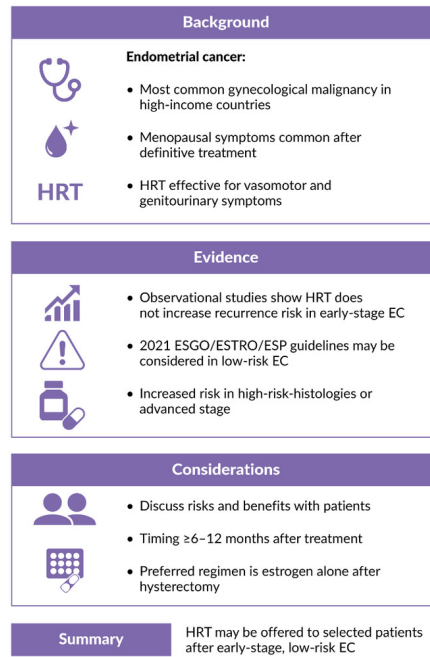 Background
Endometrial cancer:
• Most common gynecological malignancy in
high-income countries
• Menopausal symptoms common after
definitive treatment
HRT
• HRT effective for vasomotor and
genitourinary symptoms
Evidence
• Observational studies show HRT does
not increase recurrence risk in early-stage EC
• 2021 ESGO/ESTRO/ESP guidelines may be
considered in low-risk EC
• Increased risk in high-risk-histologies or
advanced stage
Considerations
• Discuss risks and benefits with patients
• Timing ≥6–12 months after treatment
• Preferred regimen is estrogen alone after
hysterectomy
Summary
HRT may be offered to selected patients
after early-stage, low-risk EC